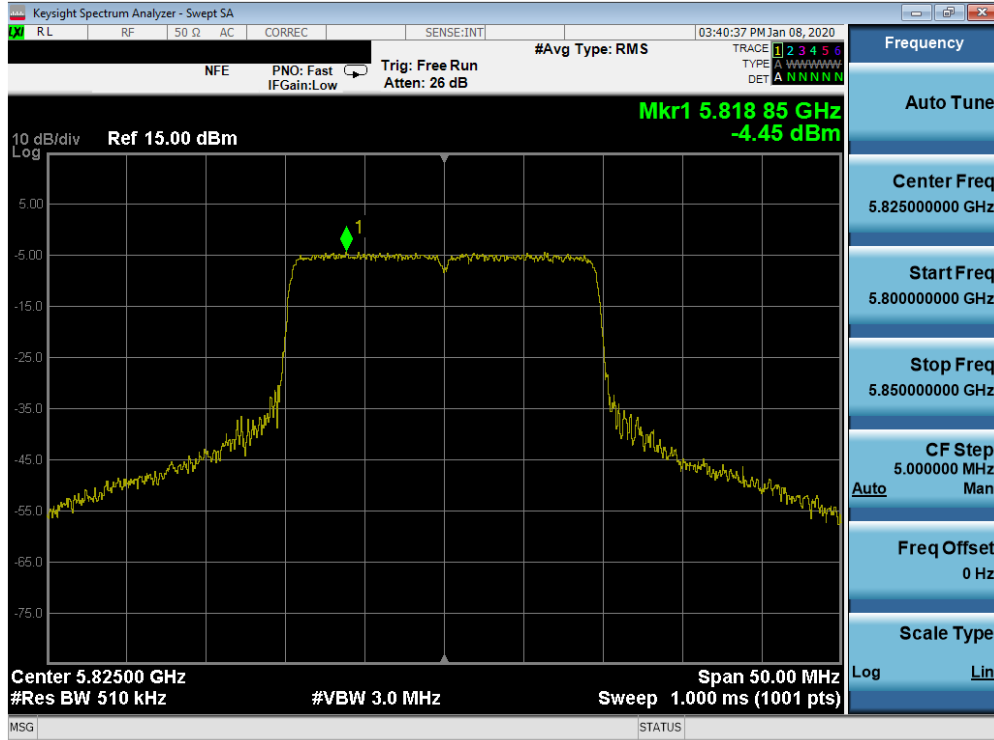 Keysight Spectrum Analyzer - Swept SA
LXI RL RF 50 Ω AC CORREC SENSE:INT 03:40:37 PM Jan 08, 2020
#Avg Type: RMS TRACE 1 2 3 4 5 6
TYPE A WWWWW
NFE PNO: Fast Trig: Free Run DET A N N N N N
IFGain:Low Atten: 26 dB
Mkr1 5.818 85 GHz
-4.45 dBm
10 dB/div Ref 15.00 dBm
Log
5.00
1
-5.00
-15.0
-25.0
-35.0
-45.0
-55.0
-65.0
-75.0
Center 5.82500 GHz Span 50.00 MHz
#Res BW 510 kHz #VBW 3.0 MHz Sweep 1.000 ms (1001 pts)
MSG STATUS
Frequency
Auto Tune
Center Freq
5.825000000 GHz
Start Freq
5.800000000 GHz
Stop Freq
5.850000000 GHz
CF Step
5.000000 MHz
Auto Man
Freq Offset
0 Hz
Scale Type
Log Lin